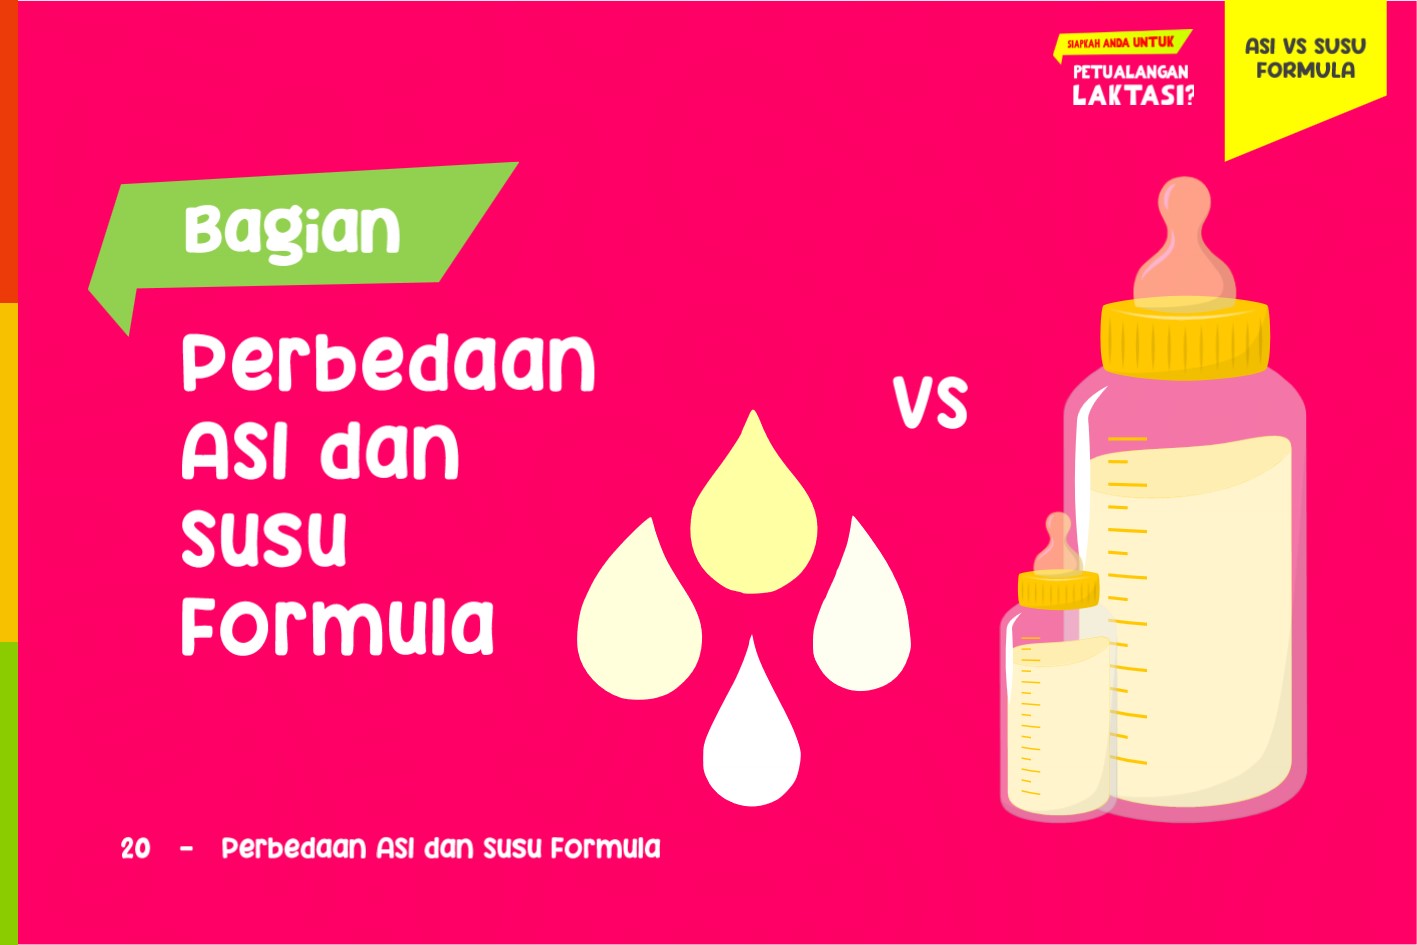 SIAPKAH ANDA UNTUK
PETUALANGAN
LAKTASI?
ASI VS SUSU
FORMULA
Bagian
Perbedaan
ASI dan
Susu
Formula
VS
20 - Perbedaan ASI dan Susu Formula